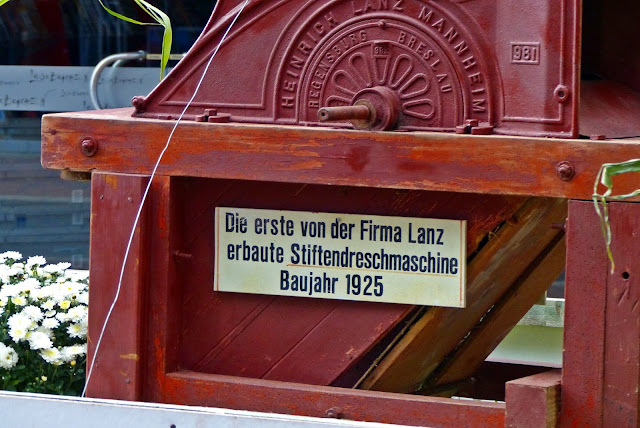 HEINRICH LANZ MANNHEIM
REGENSBURG BRESLAU
981
Die erste von der Firma Lanz
erbaute Stiftendreschmaschine
Baujahr 1925